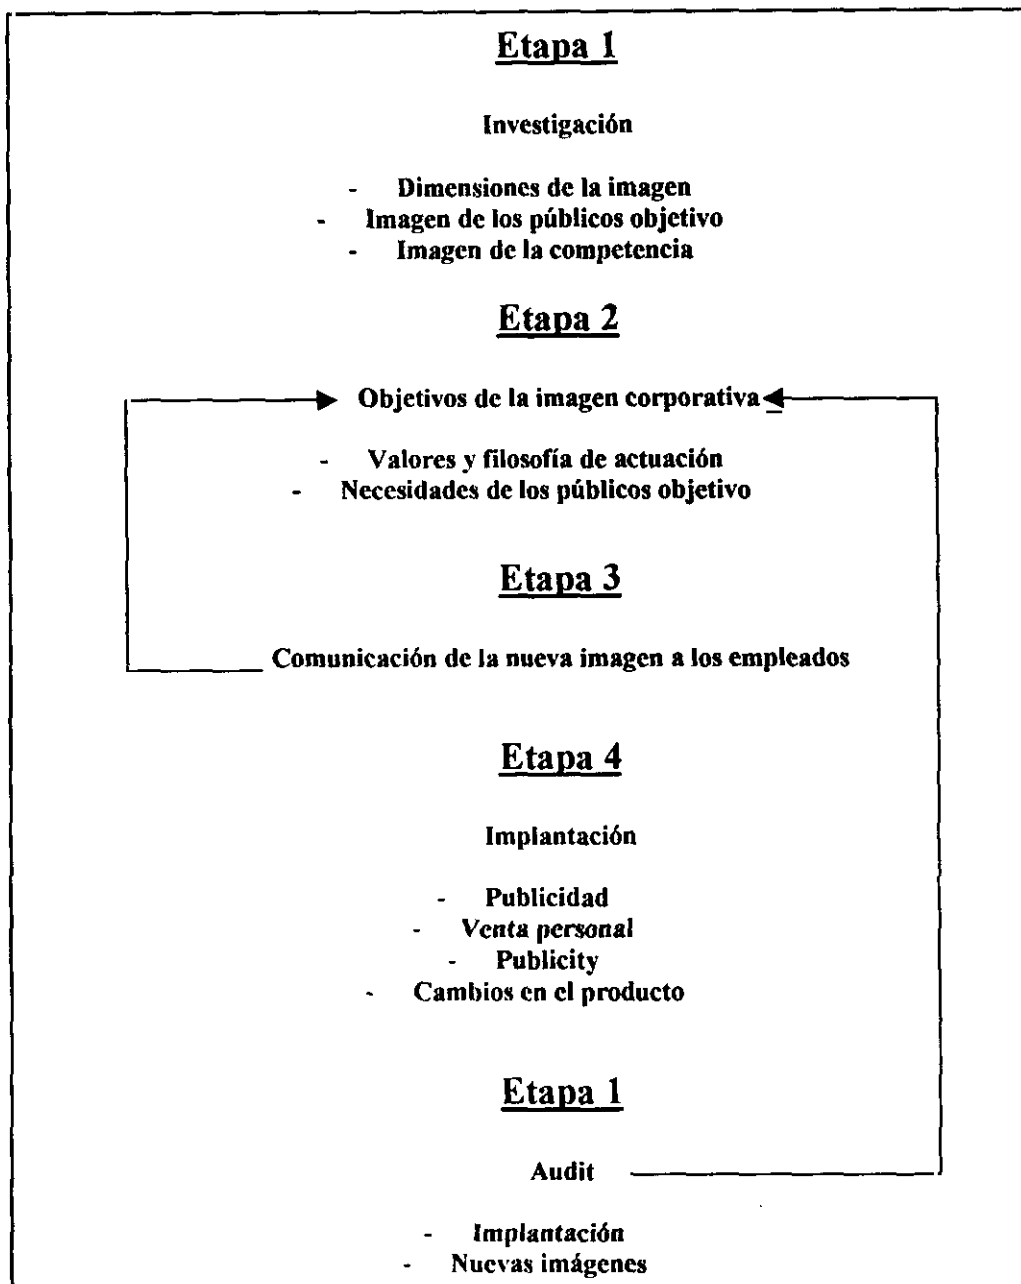 Etapa 1
Investigación
- Dimensiones de la imagen
- Imagen de los públicos objetivo
- Imagen de la competencia
Etapa 2
Objetivos de la imagen corporativa
- Valores y filosofía de actuación
- Necesidades de los públicos objetivo
Etapa 3
Comunicación de la nueva imagen a los empleados
Etapa 4
Implantación
- Publicidad
- Venta personal
- Publicity
- Cambios en el producto
Etapa 1
Audit
- Implantación
- Nuevas imágenes